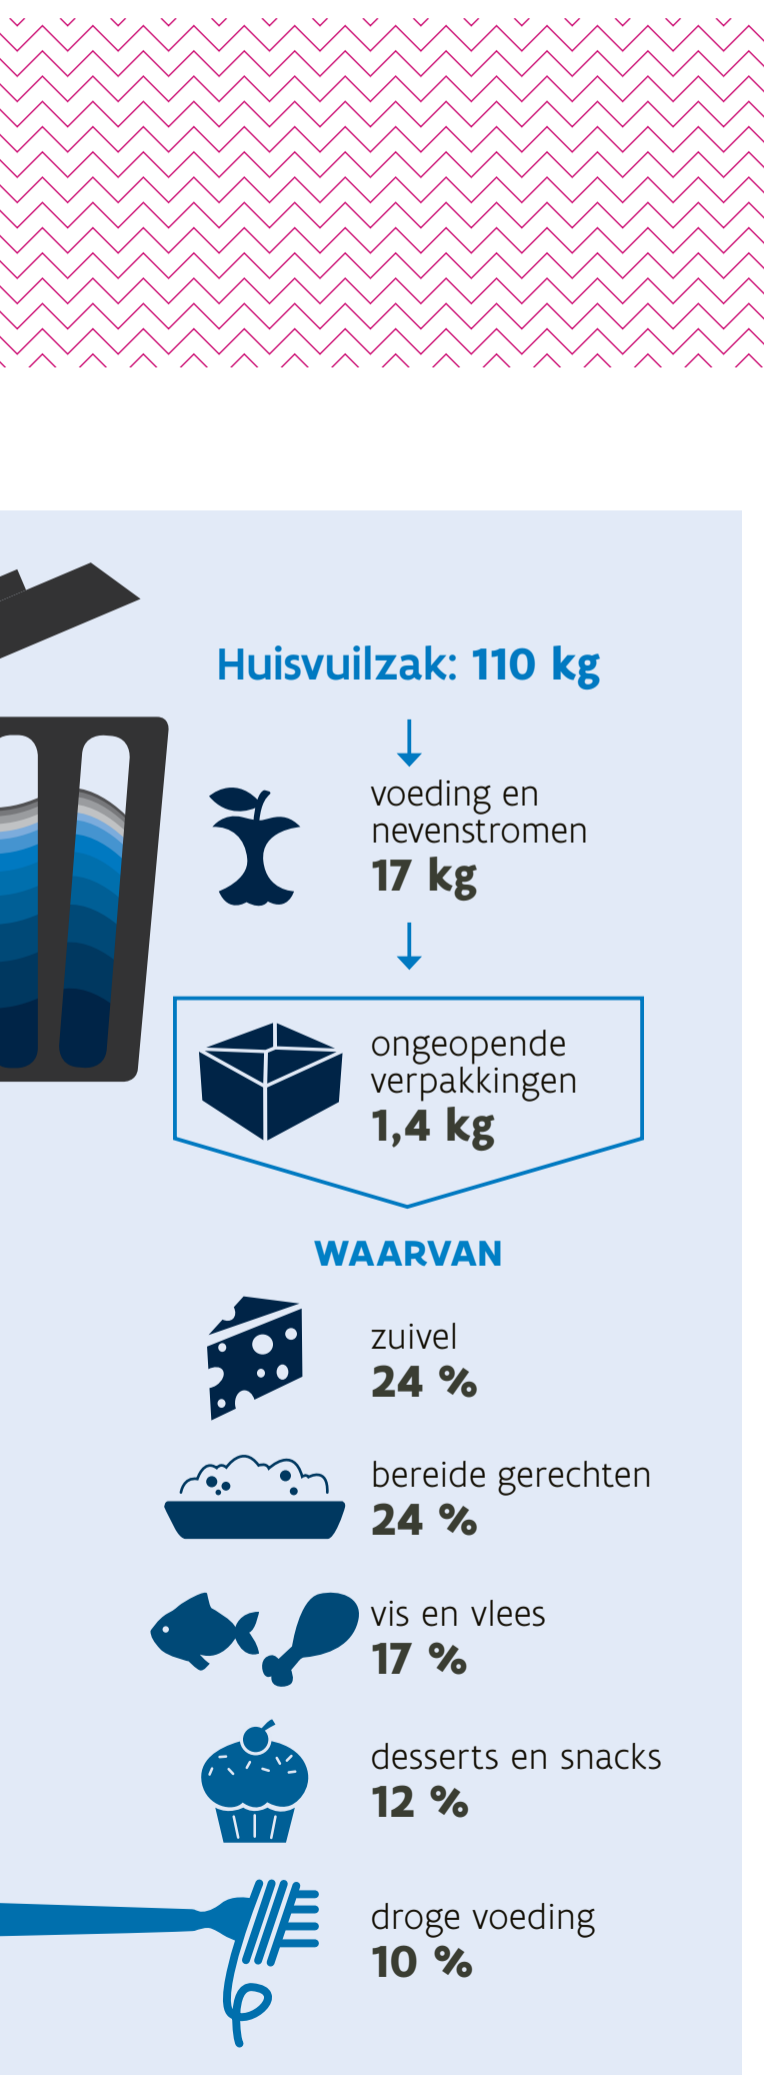 Huisvuilzak: 110 kg
voeding en
nevenstromen
17 kg
ongeopende
verpakkingen
1,4 kg
WAARVAN
zuivel
24 %
bereide gerechten
24 %
vis en vlees
17 %
desserts en snacks
12 %
droge voeding
10 %